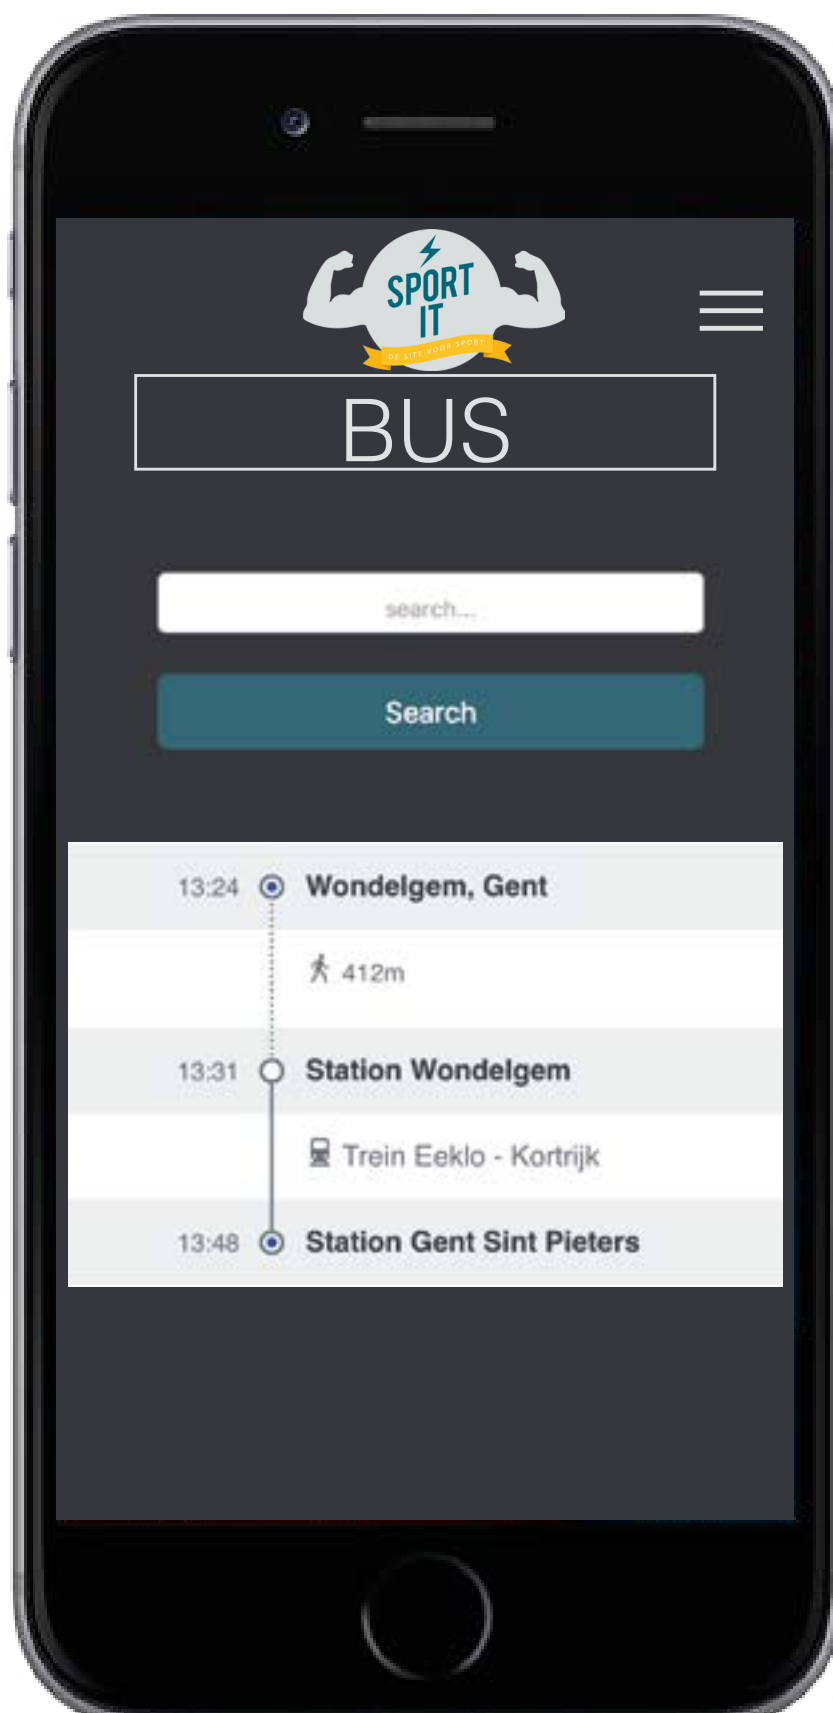 SPORT
IT
DE SITE VOOR SPORT
BUS
search...
Search
13:24 Wondelgem, Gent
412m
13:31 Station Wondelgem
Trein Eeklo - Kortrijk
13:48 Station Gent Sint Pieters